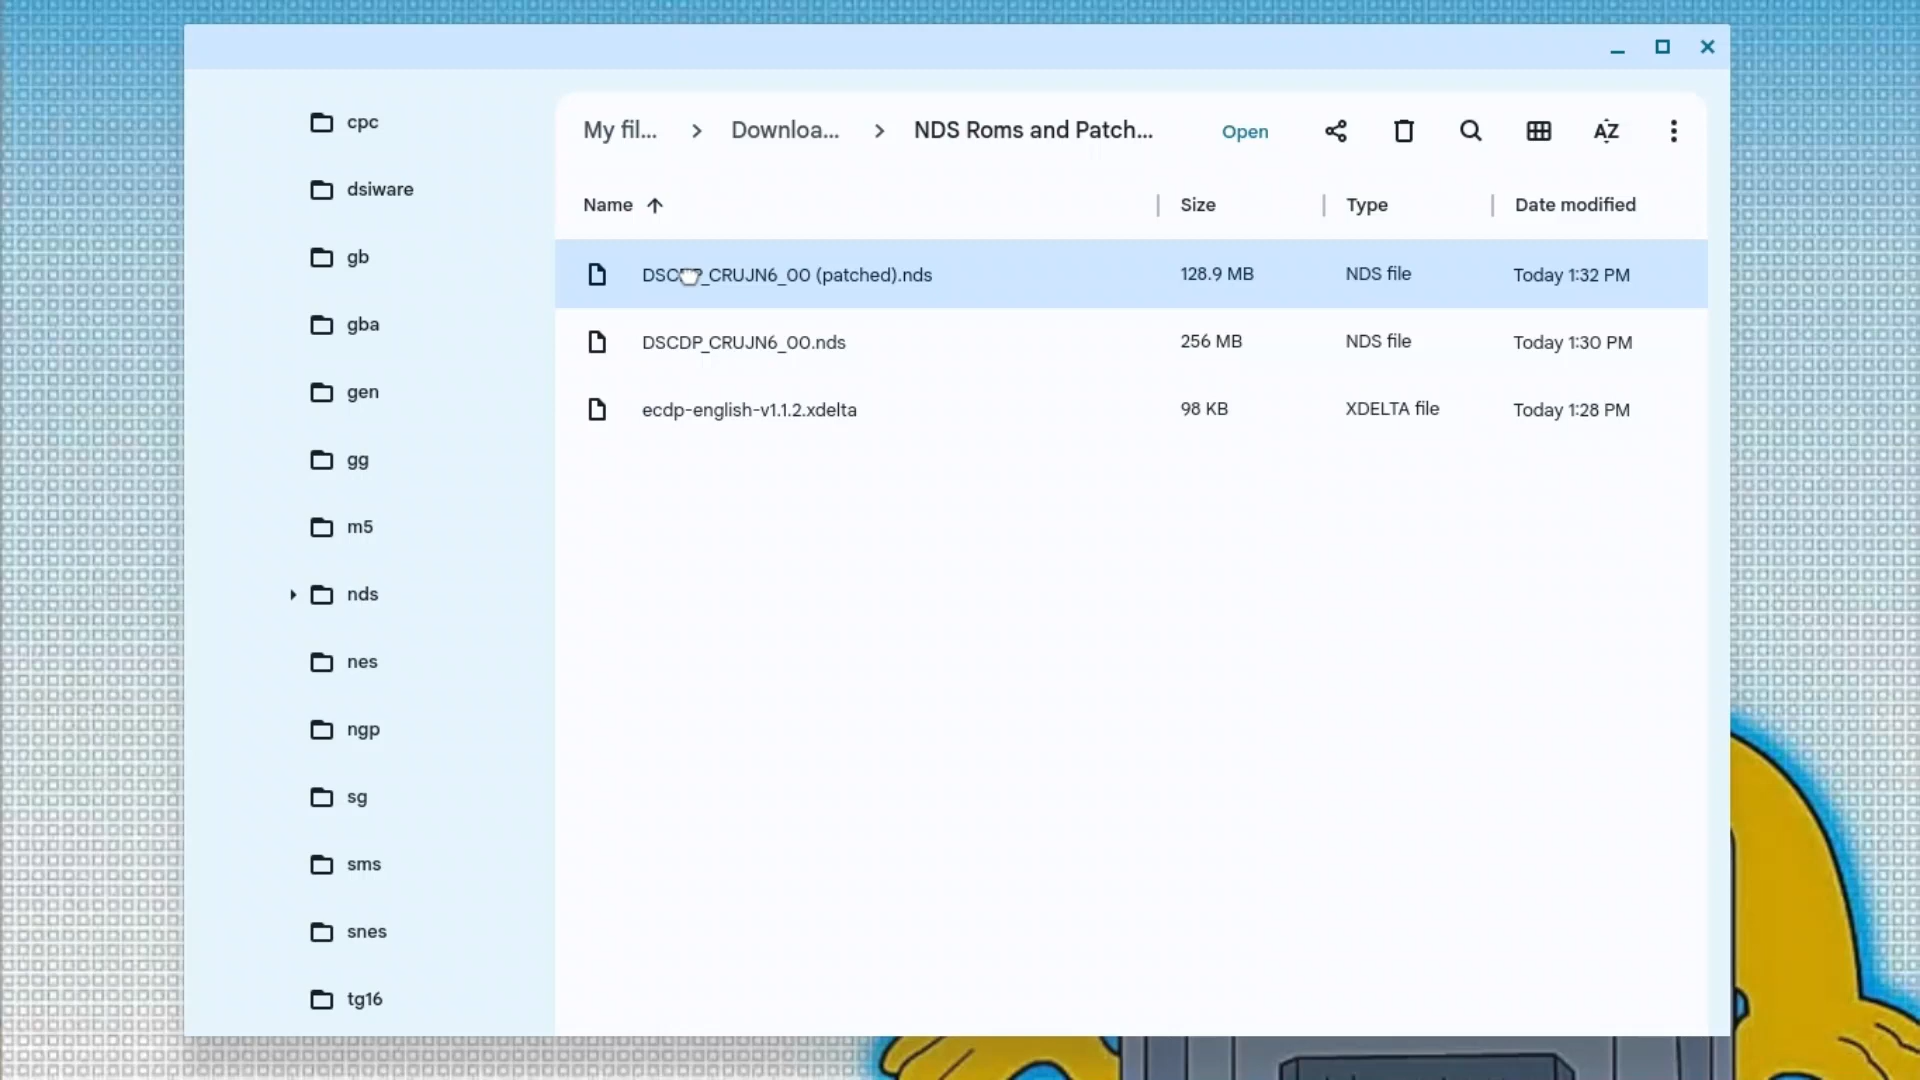 cpc
dsiware
gb
gba
gen
gg
m5
nds
nes
ngp
sg
sms
snes
tg16
My fil... > Downloa... > NDS Roms and Patch... Open AZ
Name Size Type Date modified
DSCDP_CRUJN6_00 (patched).nds 128.9 MB NDS file Today 1:32 PM
DSCDP_CRUJN6_00.nds 256 MB NDS file Today 1:30 PM
ecdp-english-v1.1.2.xdelta 98 KB XDELTA file Today 1:28 PM